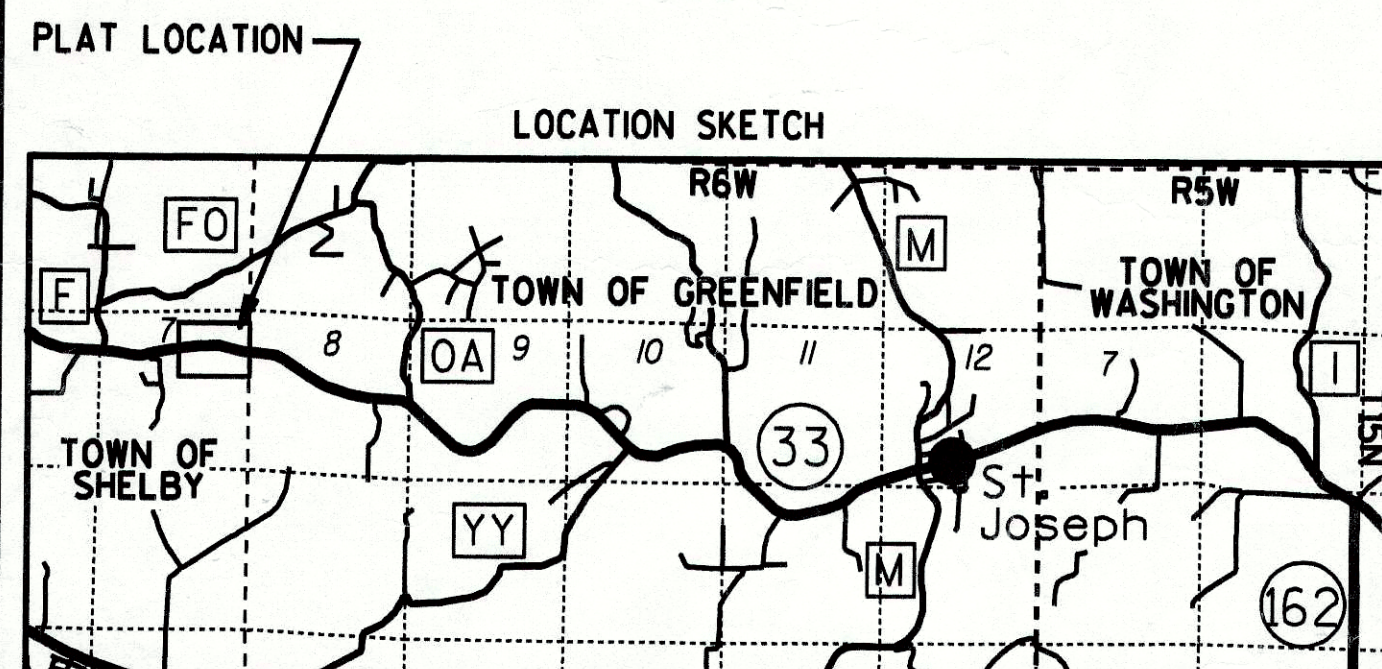 PLAT LOCATION
LOCATION SKETCH
R6W
R5W
FO
M
F
TOWN OF GREENFIELD
TOWN OF
WASHINGTON
7
8
OA
9
10
11
12
7
I
33
TOWN OF
SHELBY
St
Joseph
T15N
YY
M
162